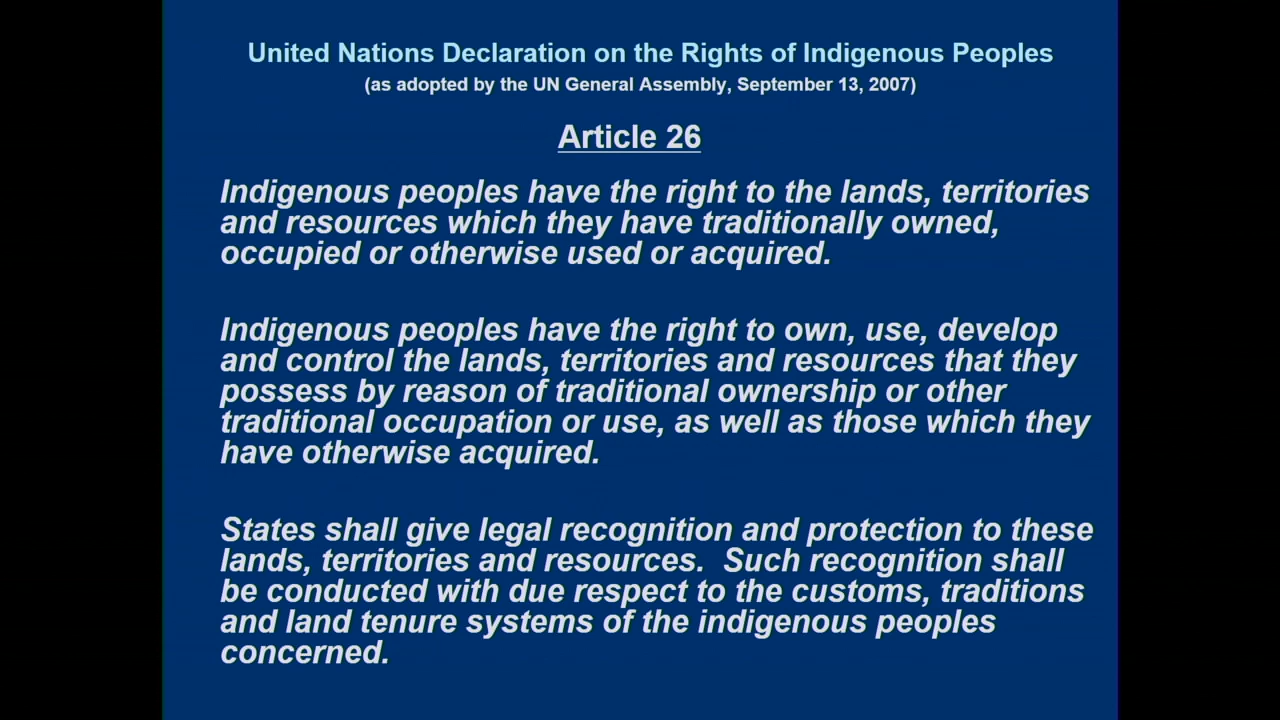 United Nations Declaration on the Rights of Indigenous Peoples
(as adopted by the UN General Assembly, September 13, 2007)
Article 26
Indigenous peoples have the right to the lands, territories
and resources which they have traditionally owned,
occupied or otherwise used or acquired.
Indigenous peoples have the right to own, use, develop
and control the lands, territories and resources that they
possess by reason of traditional ownership or other
traditional occupation or use, as well as those which they
have otherwise acquired.
States shall give legal recognition and protection to these
lands, territories and resources.  Such recognition shall
be conducted with due respect to the customs, traditions
and land tenure systems of the indigenous peoples
concerned.